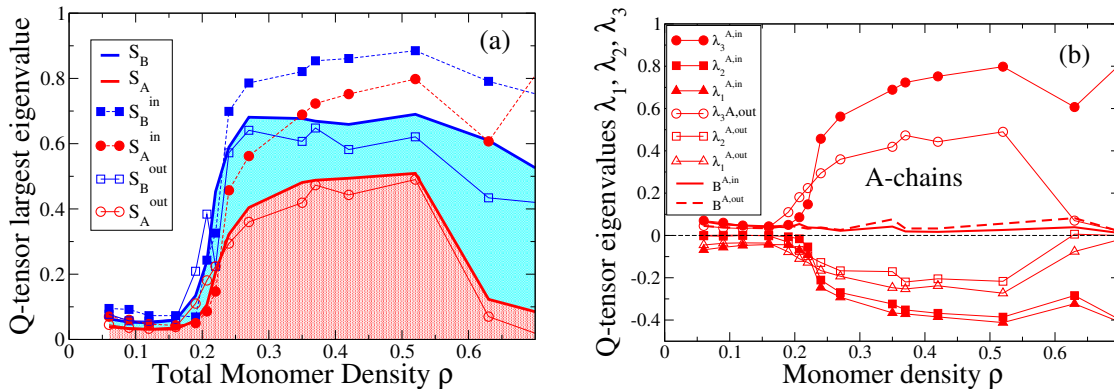 (a)
S_B
S_A
S_B^in
S_A^in
S_B^out
S_A^out
Q-tensor largest eigenvalue
1
0.8
0.6
0.4
0.2
0
0 0.1 0.2 0.3 0.4 0.5 0.6
Total Monomer Density ρ
(b)
λ_3^A,in
λ_2^A,in
λ_1^A,in
λ_3A,out
λ_2^A,out
λ_1^A,out
B^A,in
B^A,out
A-chains
Q-tensor eigenvalues λ_1, λ_2, λ_3
1
0.8
0.6
0.4
0.2
0
-0.2
-0.4
0 0.1 0.2 0.3 0.4 0.5 0.6
Monomer density ρ